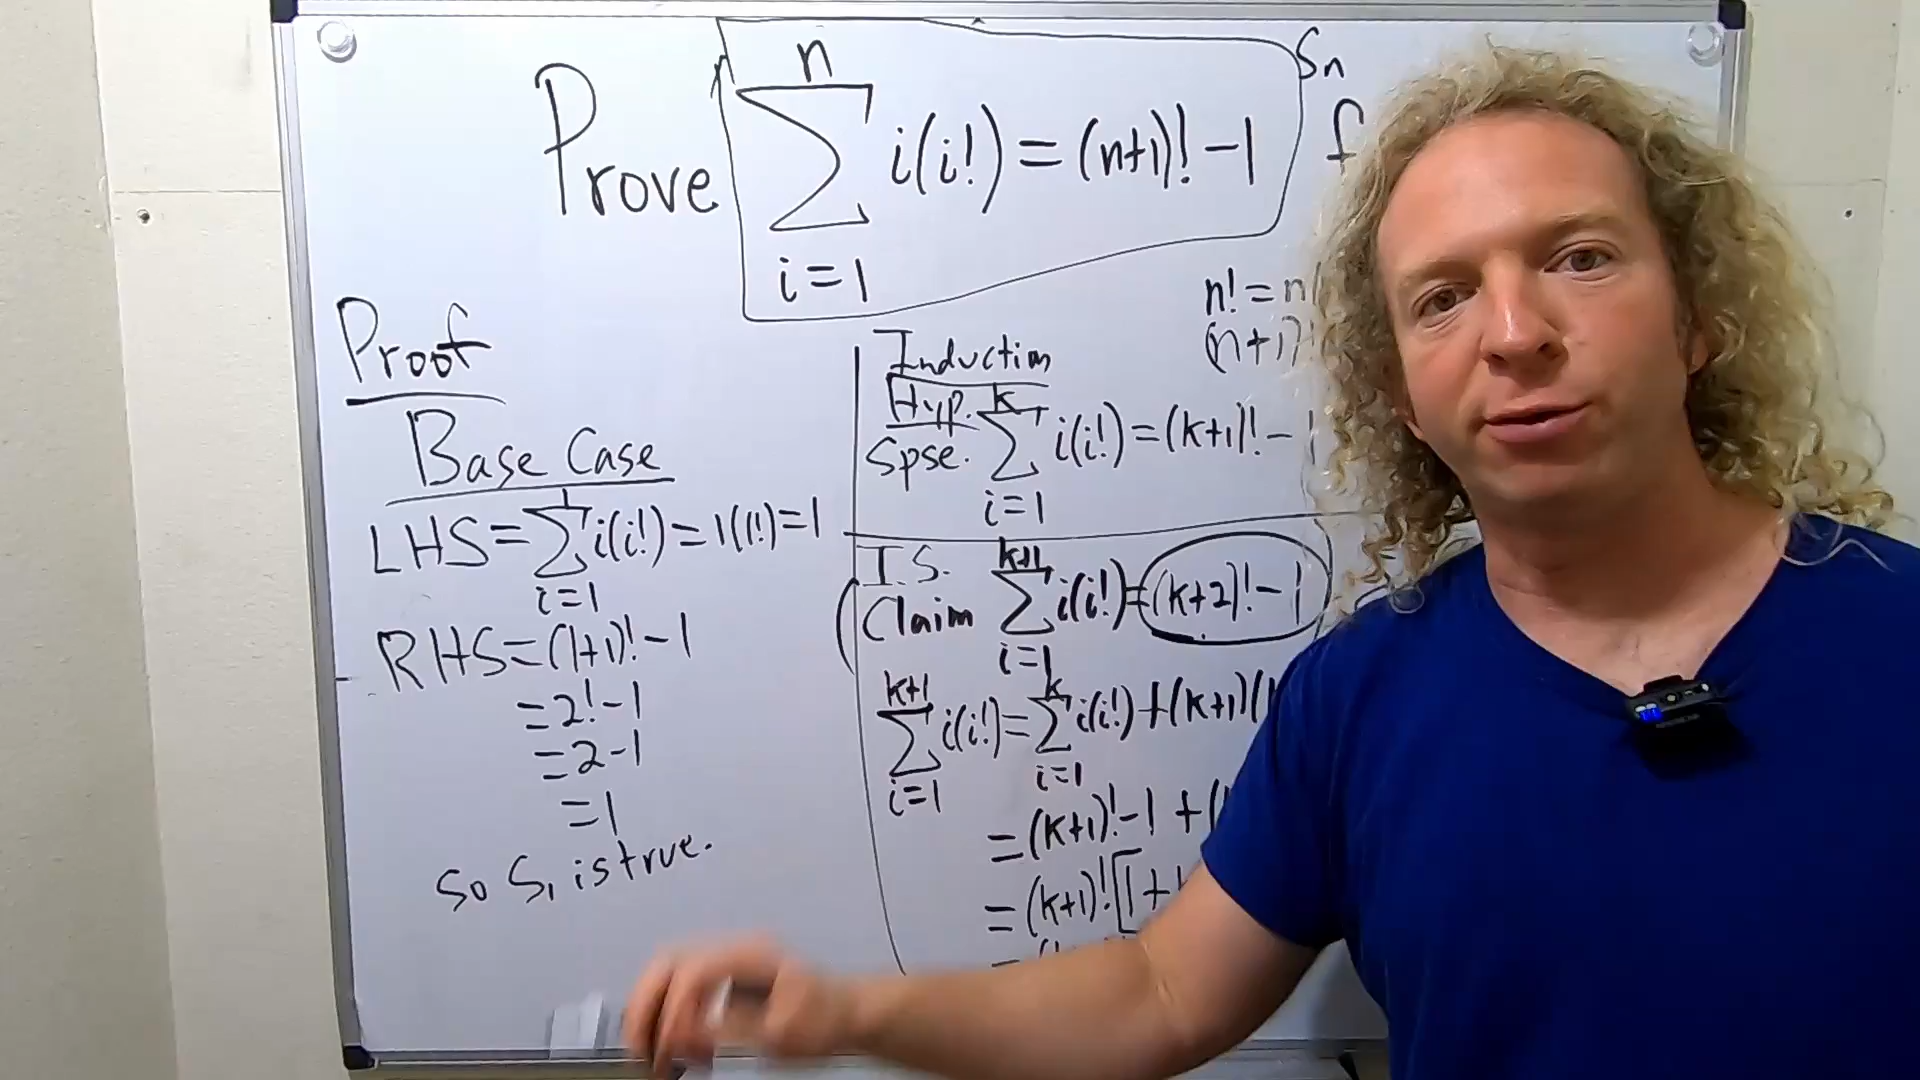 Prove \sum_{i=1}^{n} i(i!) = (n+1)! - 1 Sn f
n! = n
(n+1)!
Proof
Base Case
LHS = \sum_{i=1}^{1} i(i!) = 1(1!) = 1
RHS = (1+1)! - 1
= 2! - 1
= 2 - 1
= 1
So S_1 is true.
Induction
Hyp.
Spse. \sum_{i=1}^{k} i(i!) = (k+1)! - 1
I.S.
(Claim \sum_{i=1}^{k+1} i(i!) = (k+2)! - 1
\sum_{i=1}^{k+1} i(i!) = \sum_{i=1}^{k} i(i!) + (k+1)(
= (k+1)! - 1 + (
= (k+1)! [1 +